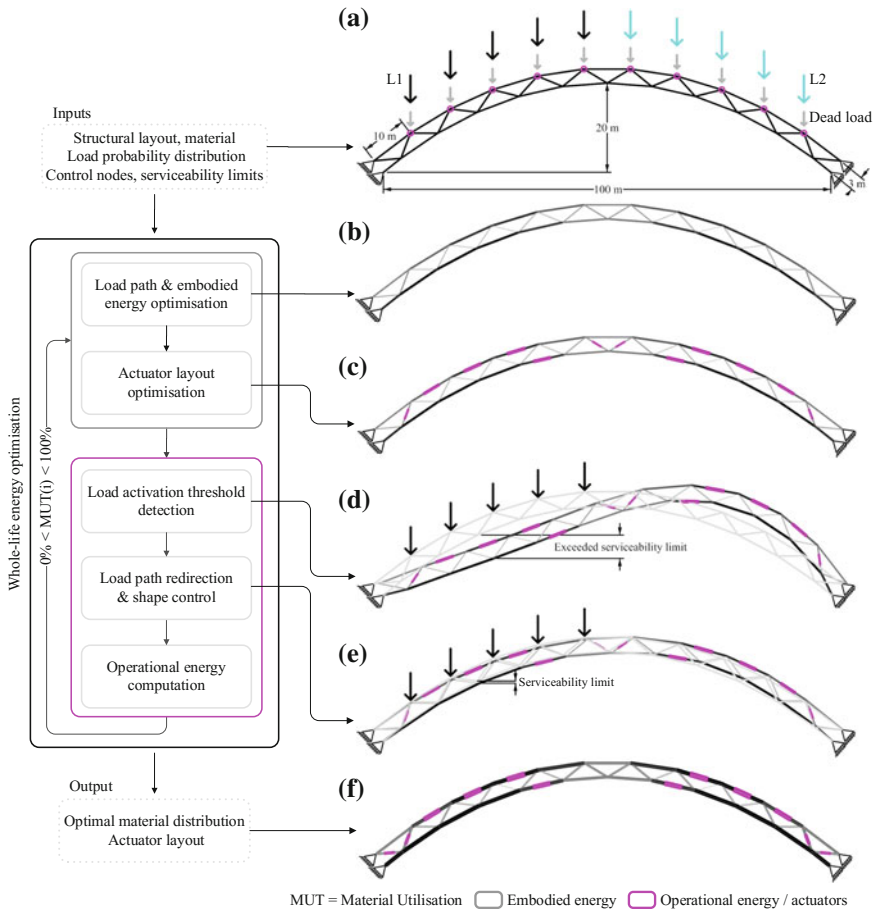 (a)
L1
L2
Dead load
10 m
20 m
100 m
3 m
Inputs
Structural layout, material
Load probability distribution
Control nodes, serviceability limits
(b)
Whole-life energy optimisation
0% < MUT(i) < 100%
Load path & embodied
energy optimisation
Actuator layout
optimisation
(c)
Load activation threshold
detection
(d)
Exceeded serviceability limit
Load path redirection
& shape control
Operational energy
computation
(e)
Serviceability limit
Output
Optimal material distribution
Actuator layout
(f)
MUT = Material Utilisation
Embodied energy
Operational energy / actuators